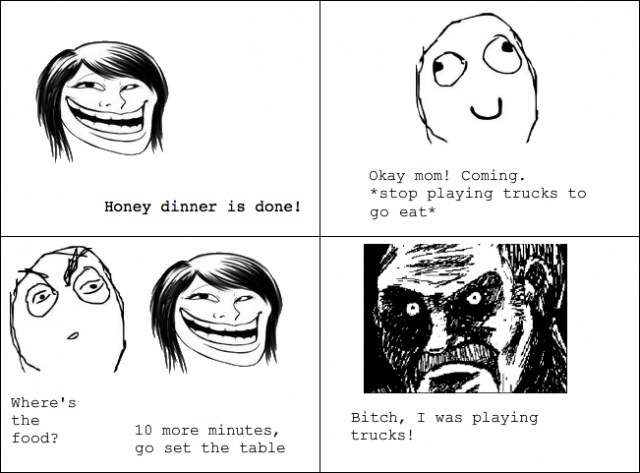 Honey dinner is done!
Okay mom! Coming.
*stop playing trucks to
go eat*
Where's
the
food?
10 more minutes,
go set the table
Bitch, I was playing
trucks!